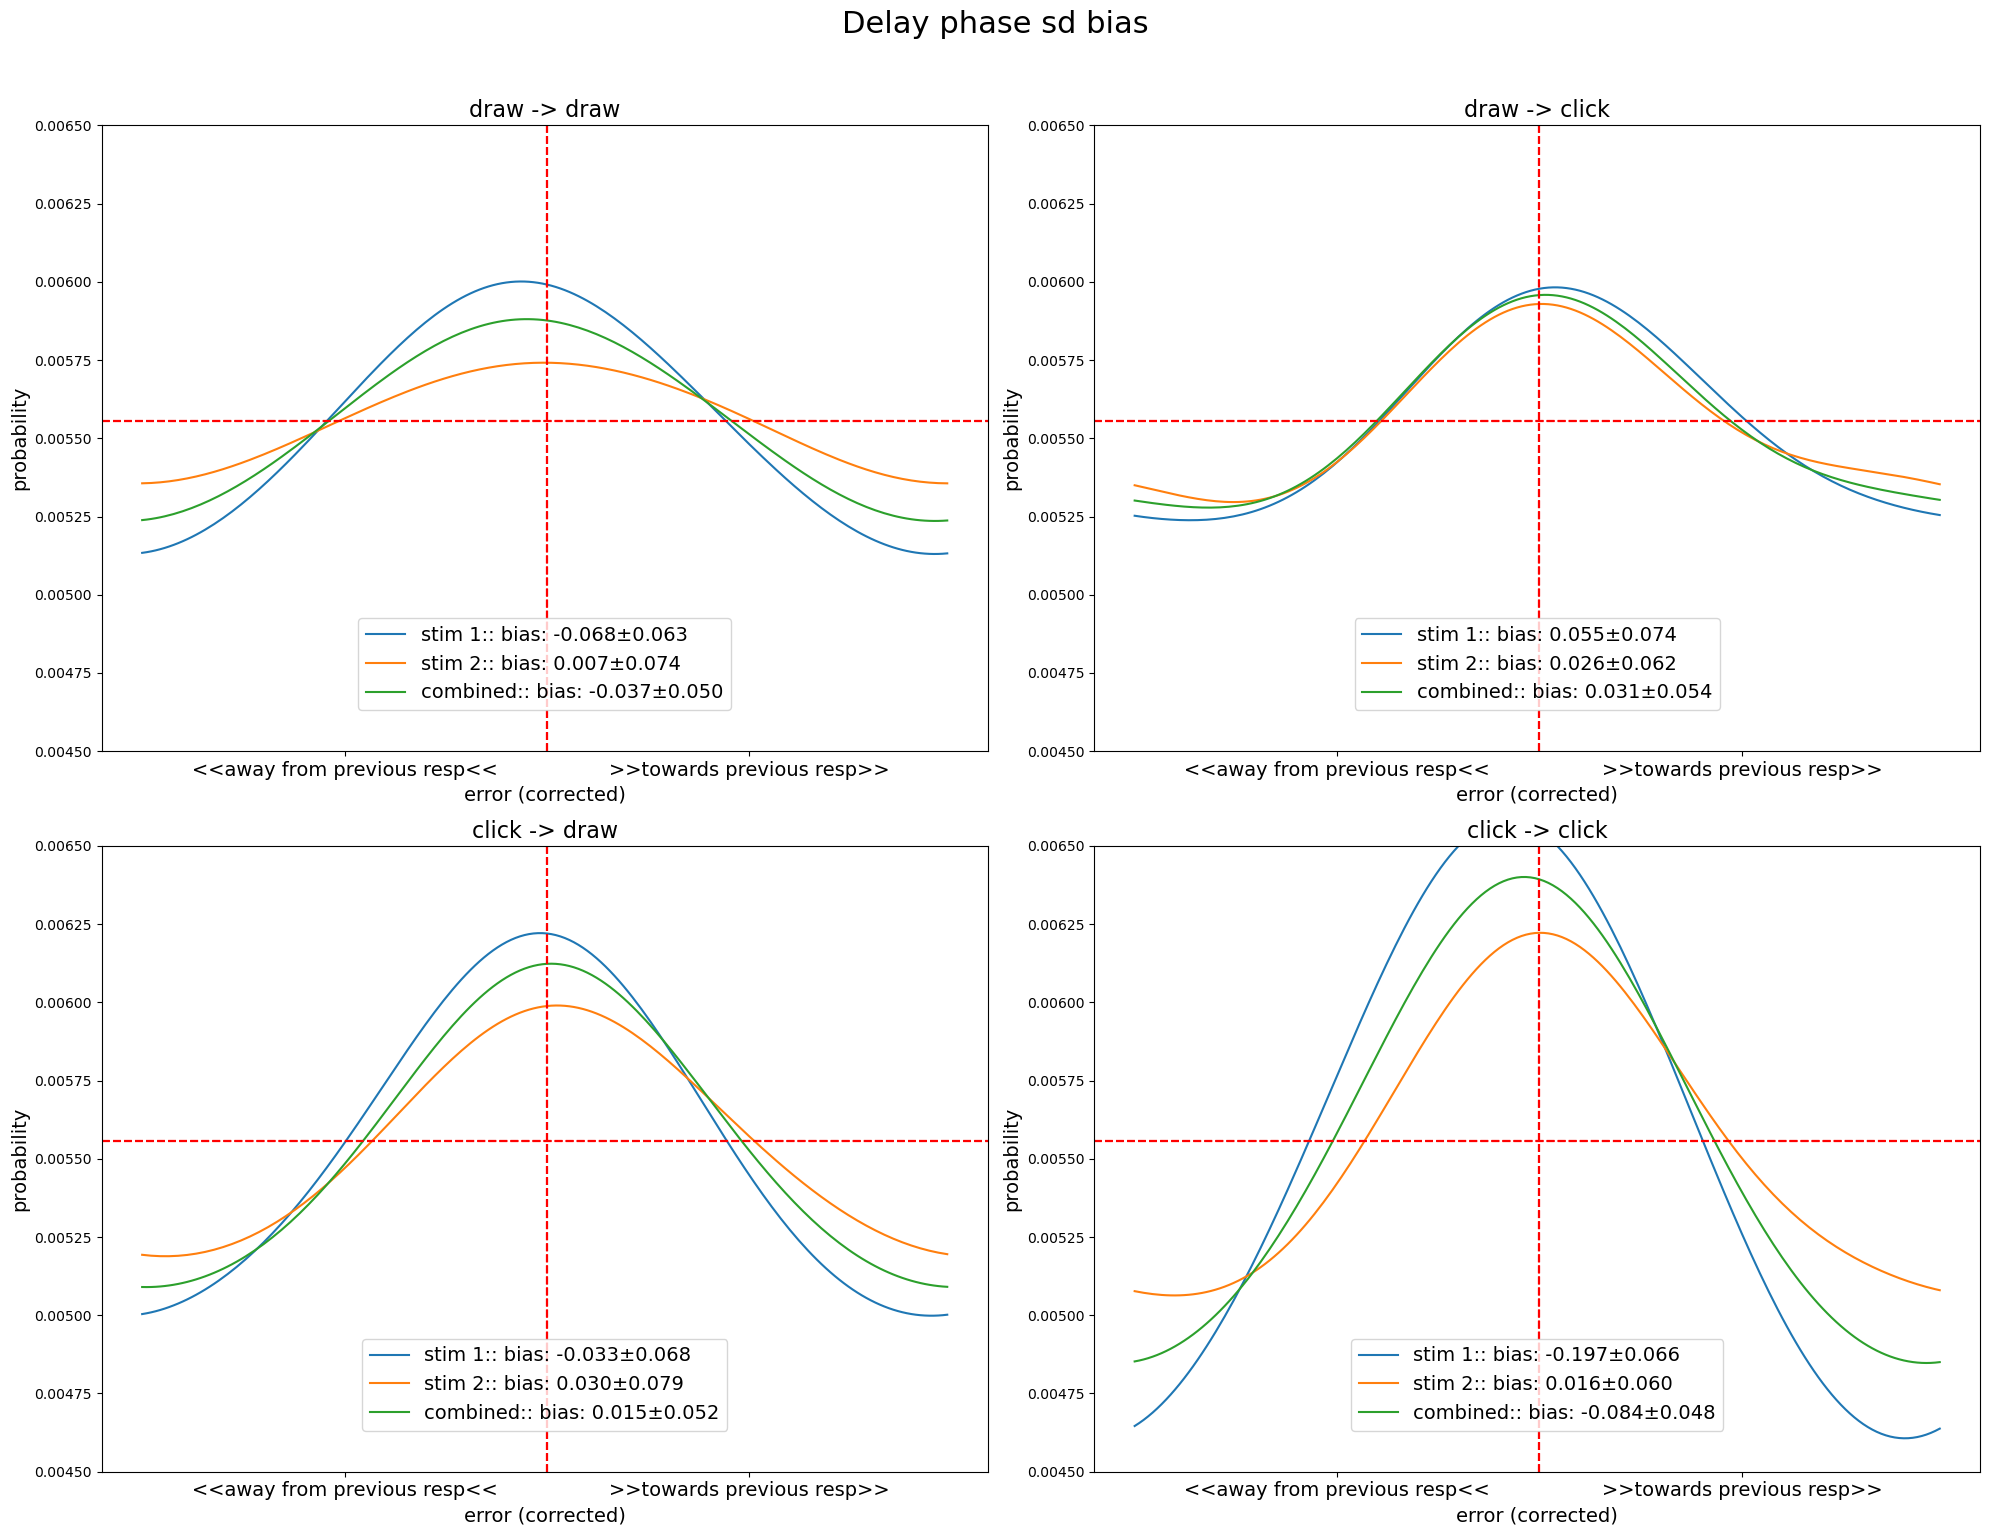 Delay phase sd bias
draw -> draw
0.00650
0.00625
0.00600
0.00575
0.00550
0.00525
0.00500
0.00475
0.00450
probability
stim 1:: bias: -0.068±0.063
stim 2:: bias: 0.007±0.074
combined:: bias: -0.037±0.050
<<away from previous resp<<
>>towards previous resp>>
error (corrected)
draw -> click
0.00650
0.00625
0.00600
0.00575
0.00550
0.00525
0.00500
0.00475
0.00450
probability
stim 1:: bias: 0.055±0.074
stim 2:: bias: 0.026±0.062
combined:: bias: 0.031±0.054
<<away from previous resp<<
>>towards previous resp>>
error (corrected)
click -> draw
0.00650
0.00625
0.00600
0.00575
0.00550
0.00525
0.00500
0.00475
0.00450
probability
stim 1:: bias: -0.033±0.068
stim 2:: bias: 0.030±0.079
combined:: bias: 0.015±0.052
<<away from previous resp<<
>>towards previous resp>>
error (corrected)
click -> click
0.00650
0.00625
0.00600
0.00575
0.00550
0.00525
0.00500
0.00475
0.00450
probability
stim 1:: bias: -0.197±0.066
stim 2:: bias: 0.016±0.060
combined:: bias: -0.084±0.048
<<away from previous resp<<
>>towards previous resp>>
error (corrected)